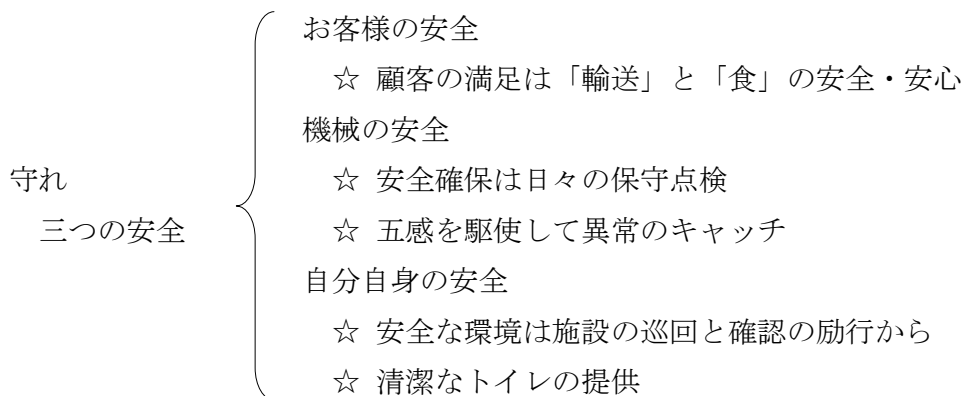 守れ
三つの安全
お客様の安全
☆ 顧客の満足は「輸送」と「食」の安全・安心
機械の安全
☆ 安全確保は日々の保守点検
☆ 五感を駆使して異常のキャッチ
自分自身の安全
☆ 安全な環境は施設の巡回と確認の励行から
☆ 清潔なトイレの提供